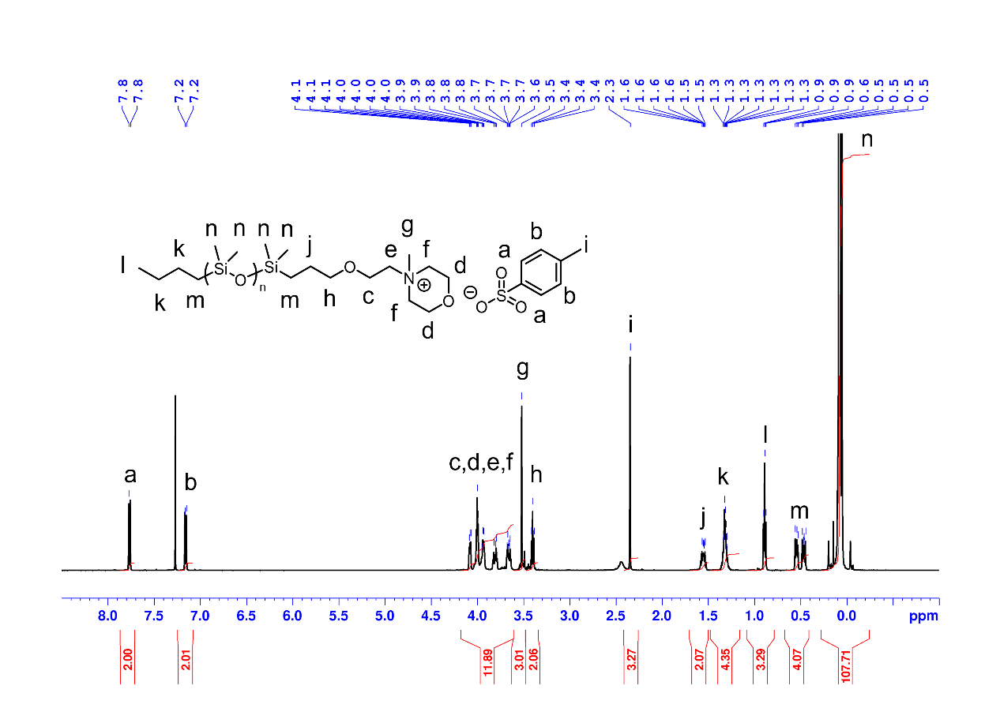 7.8 7.8 7.2 7.2 4.1 4.1 4.1 4.0 4.0 4.0 4.0 3.9 3.9 3.8 3.8 3.8 3.7 3.7 3.7 3.7 3.6 3.5 3.4 3.4 3.4 2.3 1.6 1.6 1.6 1.6 1.5 1.5 1.3 1.3 1.3 1.3 1.3 1.3 1.3 0.9 0.9 0.9 0.6 0.5 0.5 0.5 0.5
n
n n n n g b
l k j e f d a i
Si O Si n O N O O S O O
k m m h c f d a b
i
g
l
c,d,e,f
a b h k
j m
8.0 7.5 7.0 6.5 6.0 5.5 5.0 4.5 4.0 3.5 3.0 2.5 2.0 1.5 1.0 0.5 0.0 ppm
2.00 2.01 11.89 3.01 2.06 3.27 2.07 4.35 3.29 4.07 107.71